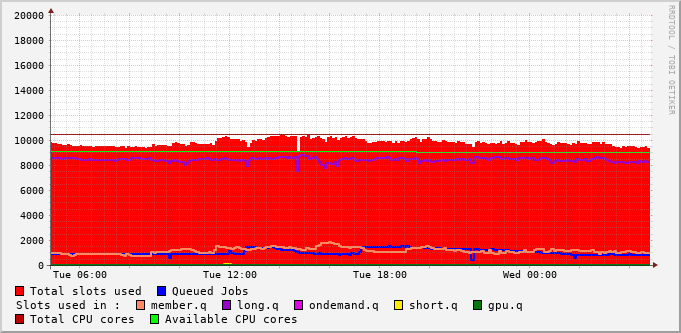 RRDTOOL / TOBI OETIKER
20000
18000
16000
14000
12000
10000
8000
6000
4000
2000
0
Tue 06:00 Tue 12:00 Tue 18:00 Wed 00:00
Total slots used Queued Jobs
Slots used in : member.q long.q ondemand.q short.q gpu.q
Total CPU cores Available CPU cores